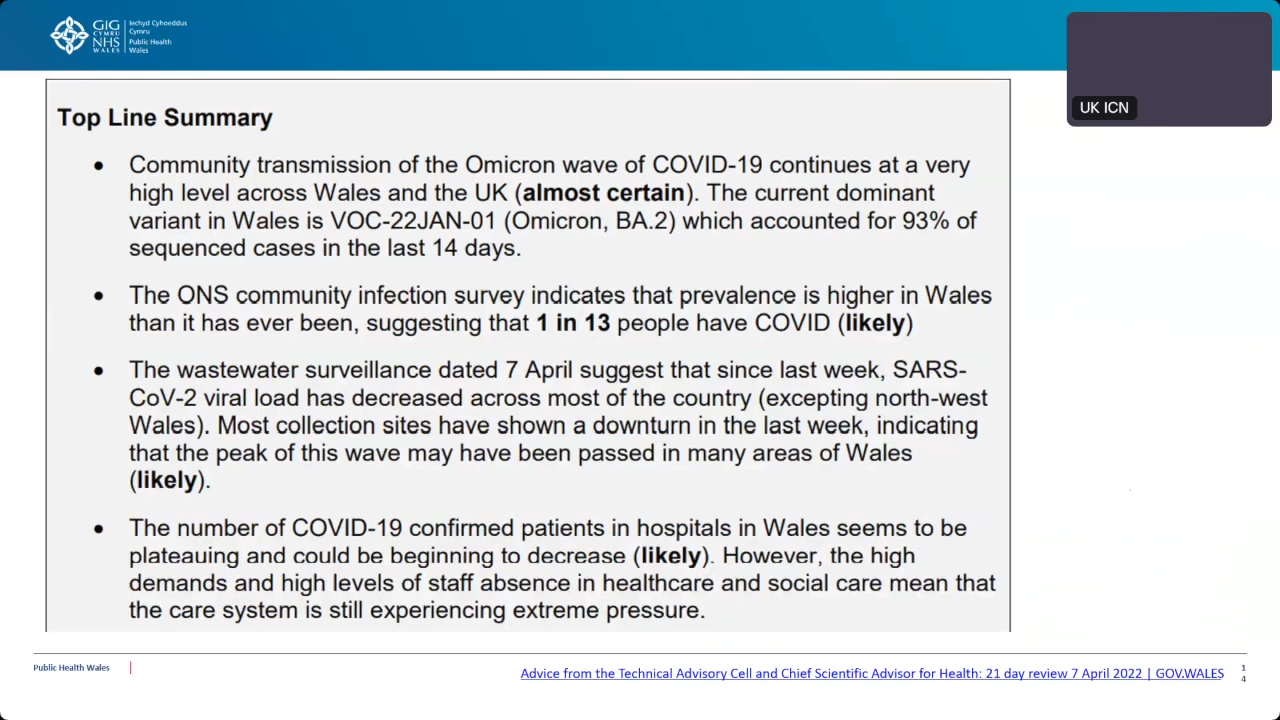 GIG
CYMRU
NHS
WALES
Iechyd Cyhoeddus
Cymru
Public Health
Wales
UK ICN
Top Line Summary
• Community transmission of the Omicron wave of COVID-19 continues at a very
high level across Wales and the UK (almost certain). The current dominant
variant in Wales is VOC-22JAN-01 (Omicron, BA.2) which accounted for 93% of
sequenced cases in the last 14 days.
• The ONS community infection survey indicates that prevalence is higher in Wales
than it has ever been, suggesting that 1 in 13 people have COVID (likely)
• The wastewater surveillance dated 7 April suggest that since last week, SARS-
CoV-2 viral load has decreased across most of the country (excepting north-west
Wales). Most collection sites have shown a downturn in the last week, indicating
that the peak of this wave may have been passed in many areas of Wales
(likely).
• The number of COVID-19 confirmed patients in hospitals in Wales seems to be
plateauing and could be beginning to decrease (likely). However, the high
demands and high levels of staff absence in healthcare and social care mean that
the care system is still experiencing extreme pressure.
Public Health Wales
Advice from the Technical Advisory Cell and Chief Scientific Advisor for Health: 21 day review 7 April 2022 | GOV.WALES
1
4